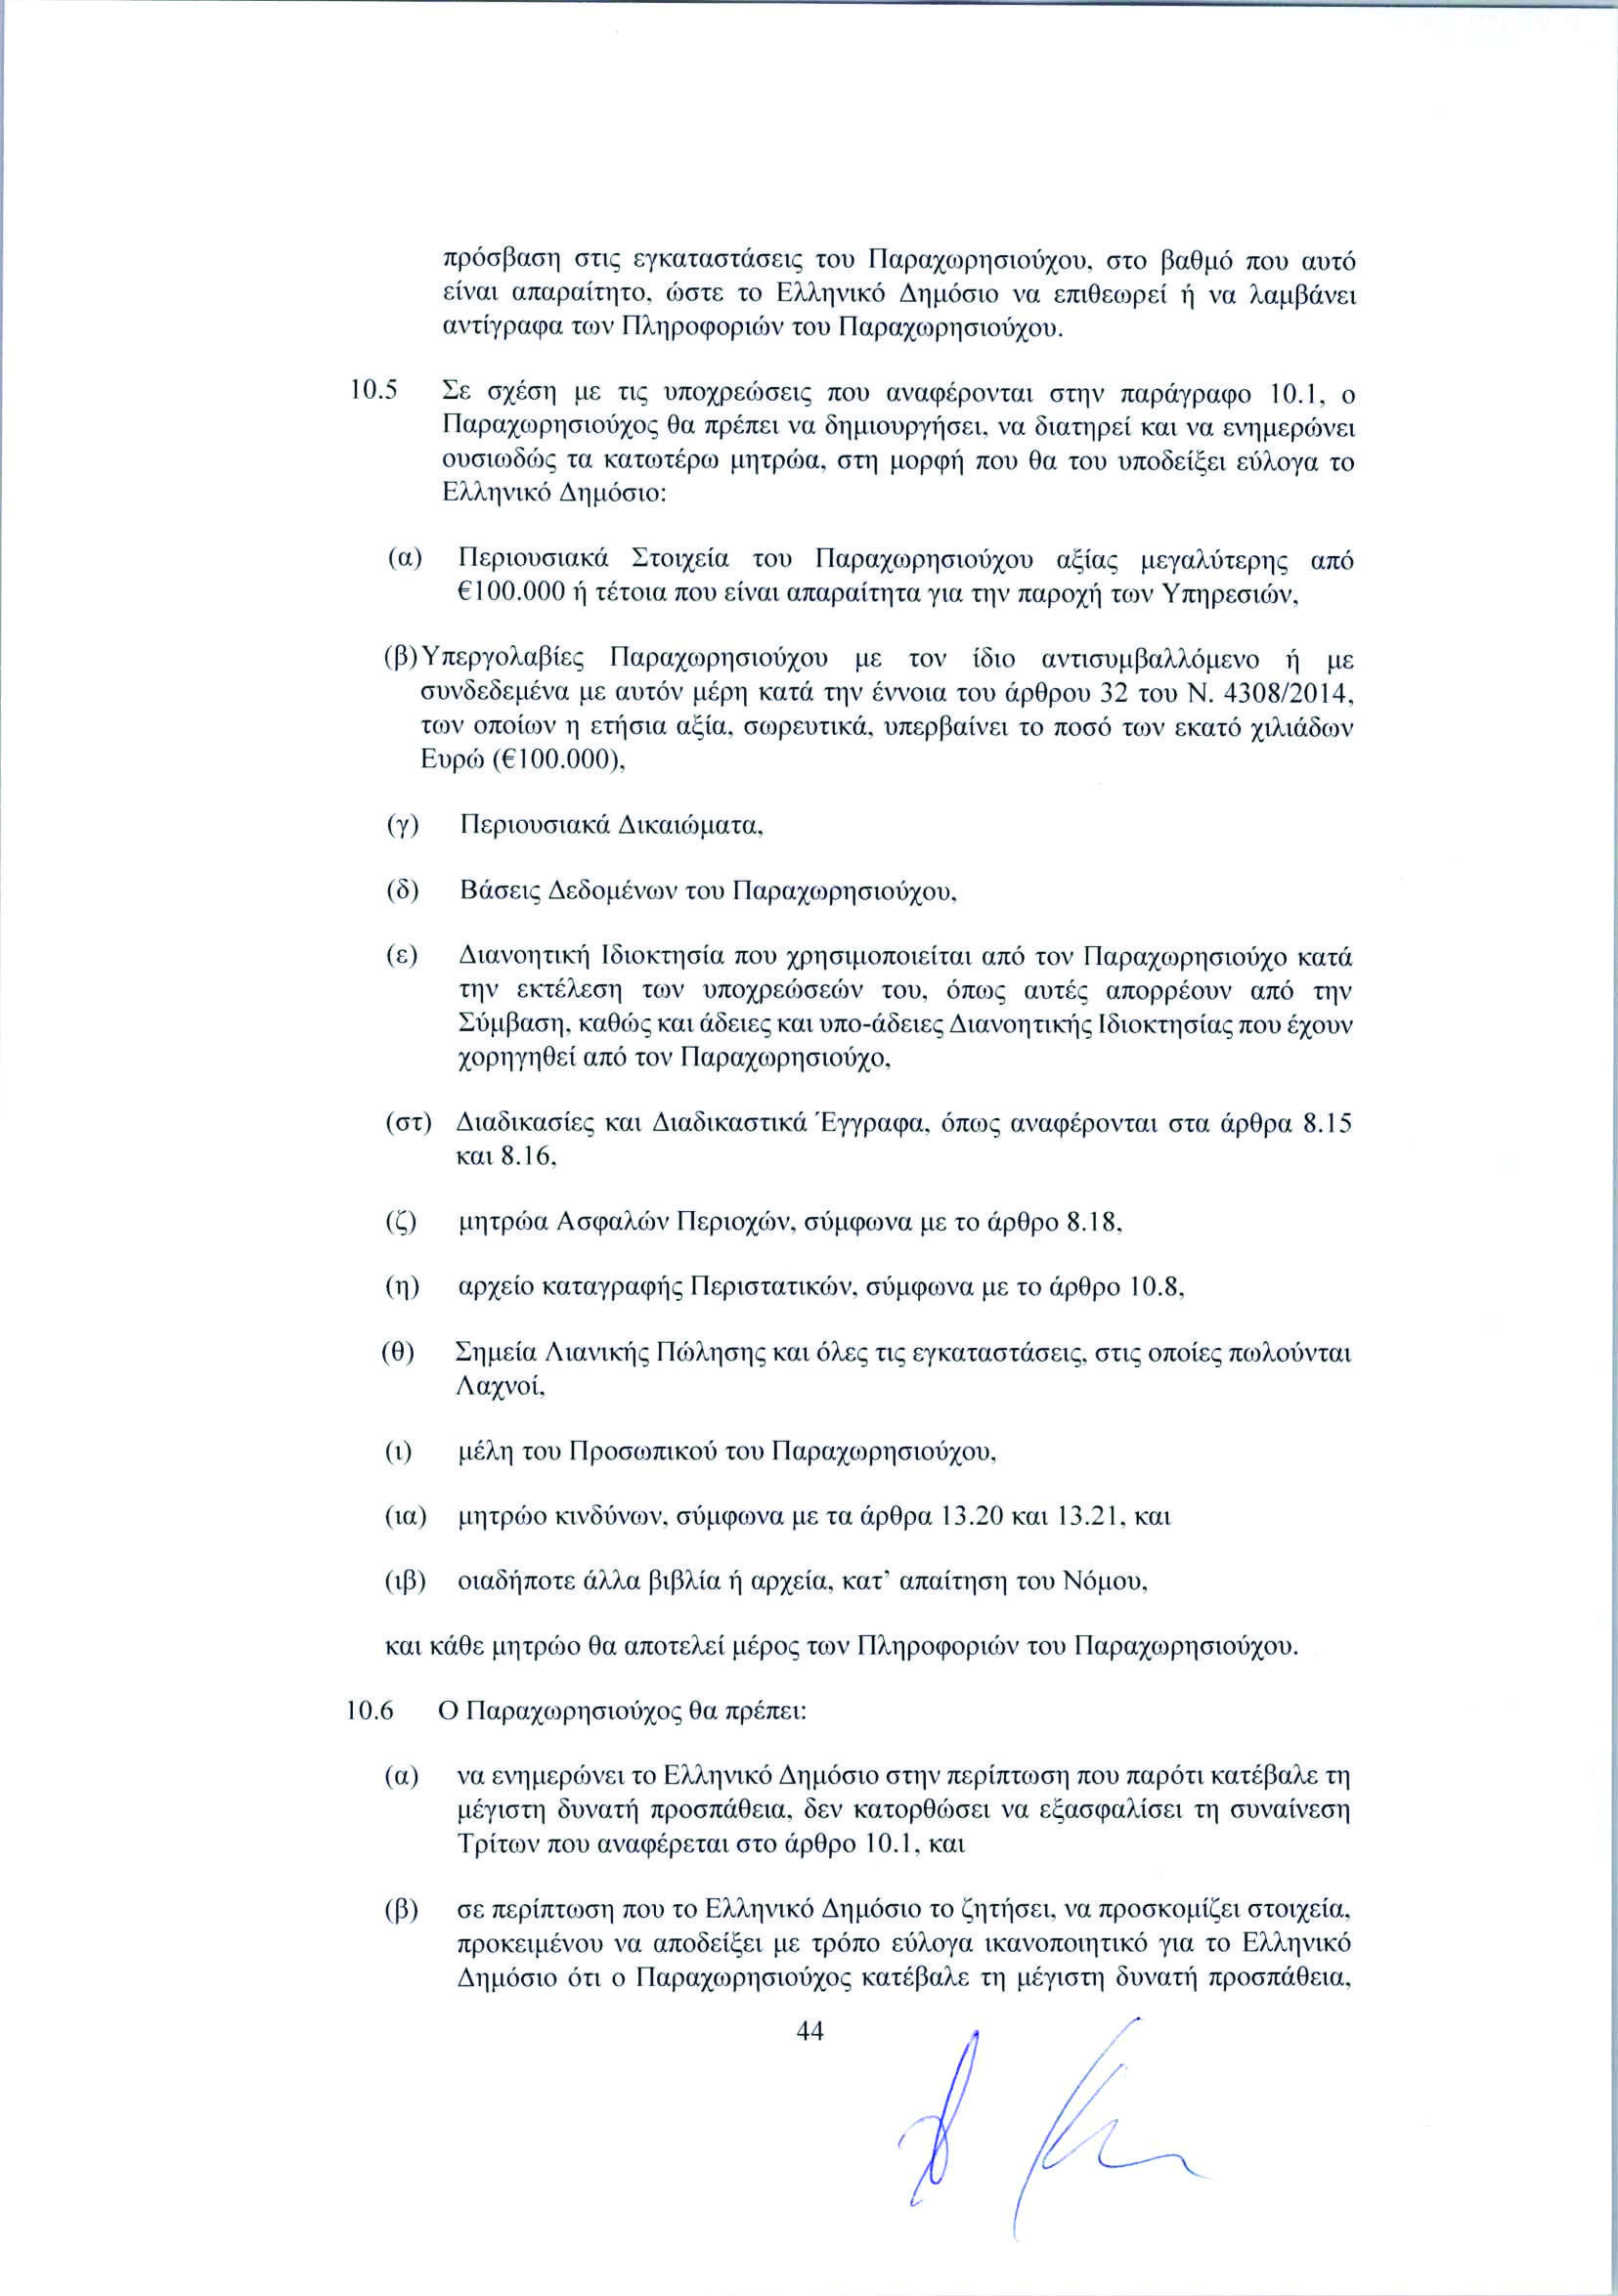 πρόσβαση στις εγκαταστάσεις του Παραχωρησιούχου, στο βαθμό που αυτό
είναι απαραίτητο, ώστε το Ελληνικό Δημόσιο να επιθεωρεί ή να λαμβάνει
αντίγραφα των Πληροφοριών του Παραχωρησιούχου.
10.5 Σε σχέση με τις υποχρεώσεις που αναφέρονται στην παράγραφο 10.1, ο
Παραχωρησιούχος θα πρέπει να δημιουργήσει, να διατηρεί και να ενημερώνει
ουσιωδώς τα κατωτέρω μητρώα, στη μορφή που θα του υποδείξει εύλογα το
Ελληνικό Δημόσιο:
(α) Περιουσιακά Στοιχεία του Παραχωρησιούχου αξίας μεγαλύτερης από
€100.000 ή τέτοια που είναι απαραίτητα για την παροχή των Υπηρεσιών,
(β) Υπεργολαβίες Παραχωρησιούχου με τον ίδιο αντισυμβαλλόμενο ή με
συνδεδεμένα με αυτόν μέρη κατά την έννοια του άρθρου 32 του Ν. 4308/2014,
των οποίων η ετήσια αξία, σωρευτικά, υπερβαίνει το ποσό των εκατό χιλιάδων
Ευρώ (€100.000),
(γ) Περιουσιακά Δικαιώματα,
(δ) Βάσεις Δεδομένων του Παραχωρησιούχου,
(ε) Διανοητική Ιδιοκτησία που χρησιμοποιείται από τον Παραχωρησιούχο κατά
την εκτέλεση των υποχρεώσεών του, όπως αυτές απορρέουν από την
Σύμβαση, καθώς και άδειες και υπο-άδειες Διανοητικής Ιδιοκτησίας που έχουν
χορηγηθεί από τον Παραχωρησιούχο,
(στ) Διαδικασίες και Διαδικαστικά Έγγραφα, όπως αναφέρονται στα άρθρα 8.15
και 8.16,
(ζ) μητρώα Ασφαλών Περιοχών, σύμφωνα με το άρθρο 8.18,
(η) αρχείο καταγραφής Περιστατικών, σύμφωνα με το άρθρο 10.8,
(θ) Σημεία Λιανικής Πώλησης και όλες τις εγκαταστάσεις, στις οποίες πωλούνται
Λαχνοί,
(ι) μέλη του Προσωπικού του Παραχωρησιούχου,
(ια) μητρώο κινδύνων, σύμφωνα με τα άρθρα 13.20 και 13.21, και
(ιβ) οιαδήποτε άλλα βιβλία ή αρχεία, κατ’ απαίτηση του Νόμου,
και κάθε μητρώο θα αποτελεί μέρος των Πληροφοριών του Παραχωρησιούχου.
10.6 Ο Παραχωρησιούχος θα πρέπει:
(α) να ενημερώνει το Ελληνικό Δημόσιο στην περίπτωση που παρότι κατέβαλε τη
μέγιστη δυνατή προσπάθεια, δεν κατορθώσει να εξασφαλίσει τη συναίνεση
Τρίτων που αναφέρεται στο άρθρο 10.1, και
(β) σε περίπτωση που το Ελληνικό Δημόσιο το ζητήσει, να προσκομίζει στοιχεία,
προκειμένου να αποδείξει με τρόπο εύλογα ικανοποιητικό για το Ελληνικό
Δημόσιο ότι ο Παραχωρησιούχος κατέβαλε τη μέγιστη δυνατή προσπάθεια,
44